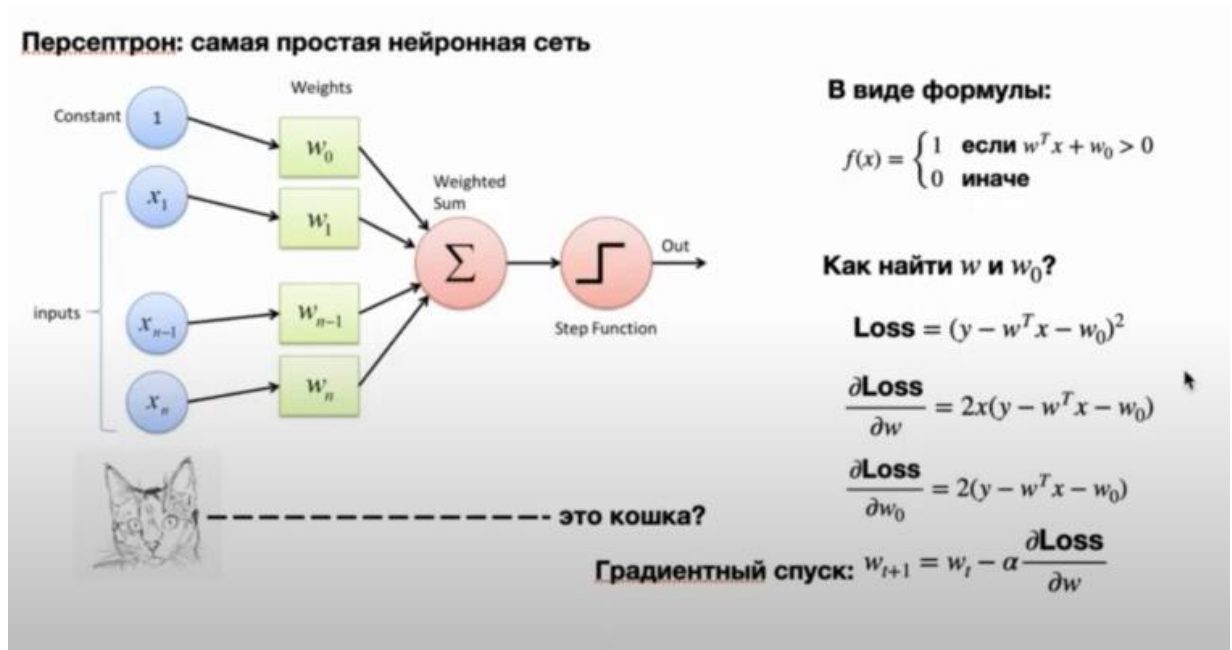 Персептрон: самая простая нейронная сеть
Weights
Constant
1
w₀
x₁
w₁
Weighted
Sum
Σ
Out
inputs
xₙ₋₁
wₙ₋₁
Step Function
xₙ
wₙ
это кошка?
В виде формулы:
f(x) = { 1 если wᵀx + w₀ > 0
0 иначе
Как найти w и w₀?
Loss = (y − wᵀx − w₀)²
∂Loss/∂w = 2x(y − wᵀx − w₀)
∂Loss/∂w₀ = 2(y − wᵀx − w₀)
Градиентный спуск: wₜ₊₁ = wₜ − α ∂Loss/∂w